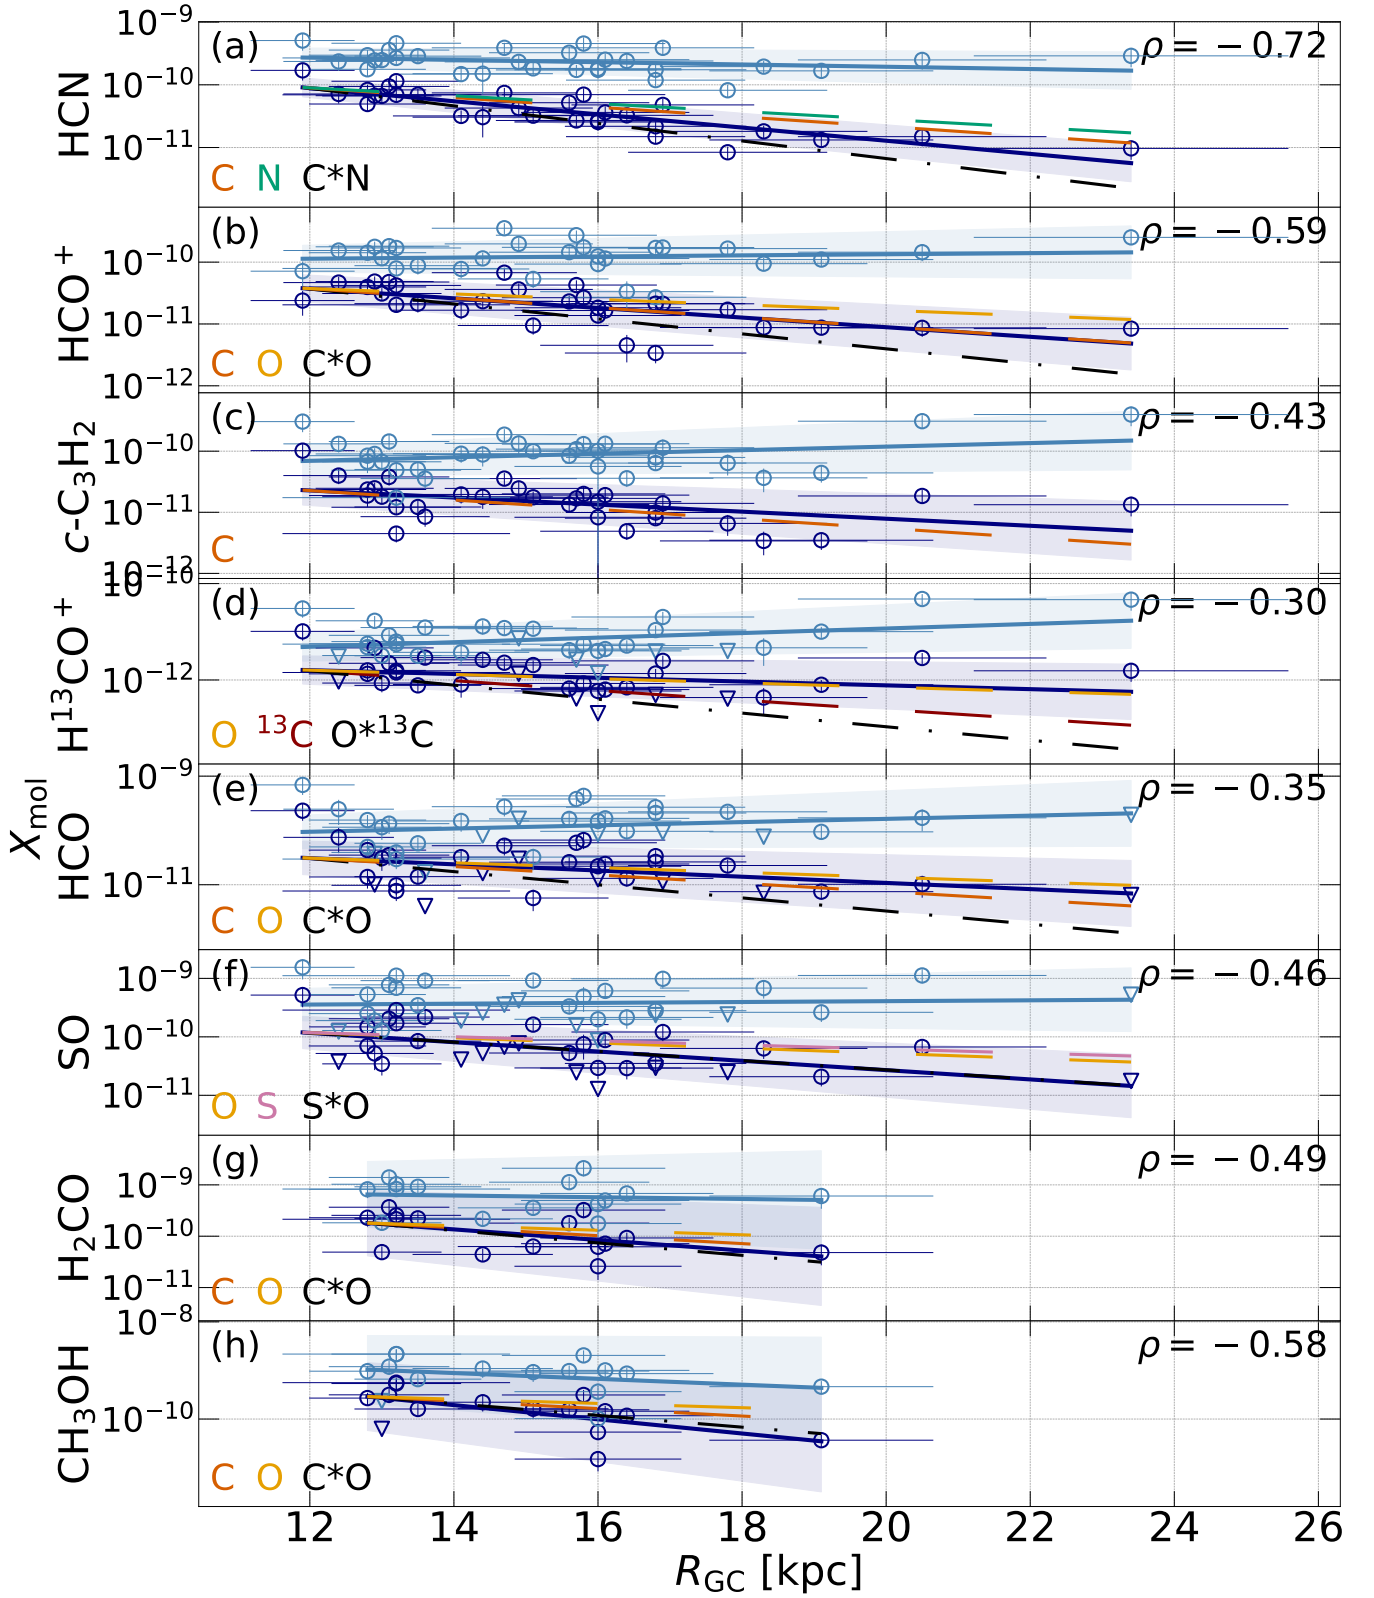 10⁻⁹
(a)
ρ = −0.72
HCN
10⁻¹⁰
10⁻¹¹
C N C*N
(b)
ρ = −0.59
HCO⁺
10⁻¹⁰
10⁻¹¹
C O C*O
10⁻¹²
(c)
ρ = −0.43
c-C₃H₂
10⁻¹⁰
10⁻¹¹
C
10⁻¹²
(d)
ρ = −0.30
H¹³CO⁺
10⁻¹²
O ¹³C O*¹³C
10⁻⁹
(e)
ρ = −0.35
X_mol
HCO
10⁻¹¹
C O C*O
10⁻⁹
(f)
ρ = −0.46
SO
10⁻¹⁰
10⁻¹¹
O S S*O
(g)
ρ = −0.49
H₂CO
10⁻⁹
10⁻¹⁰
10⁻¹¹
C O C*O
10⁻⁸
(h)
ρ = −0.58
CH₃OH
10⁻¹⁰
C O C*O
12 14 16 18 20 22 24 26
R_GC [kpc]